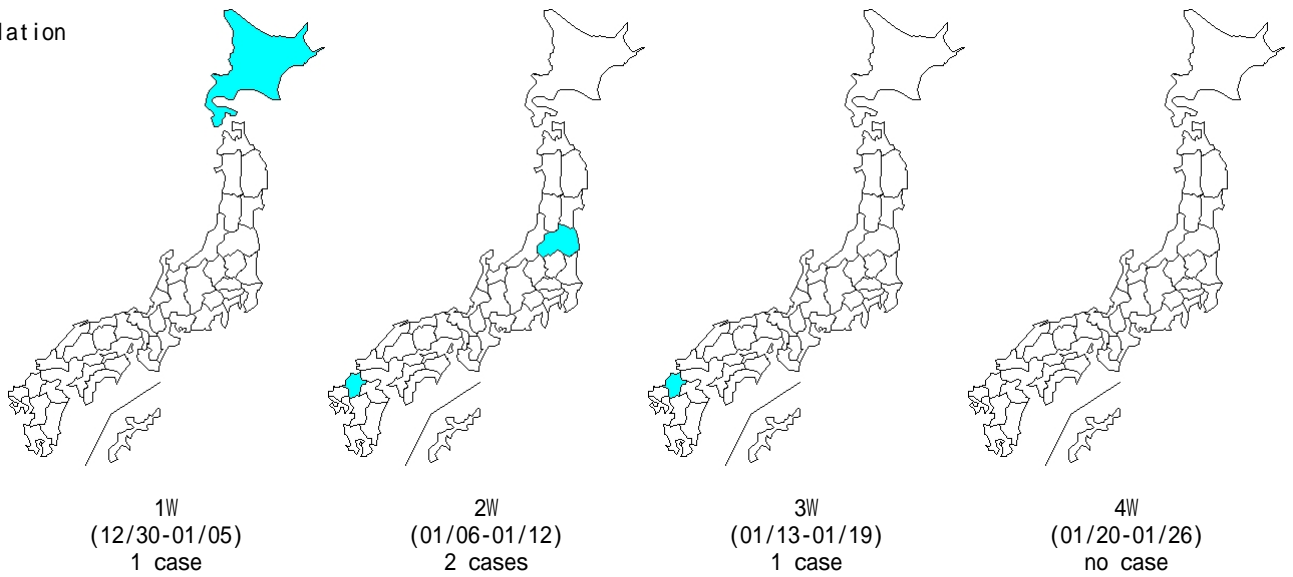 lation
1W
(12/30-01/05)
1 case
2W
(01/06-01/12)
2 cases
3W
(01/13-01/19)
1 case
4W
(01/20-01/26)
no case